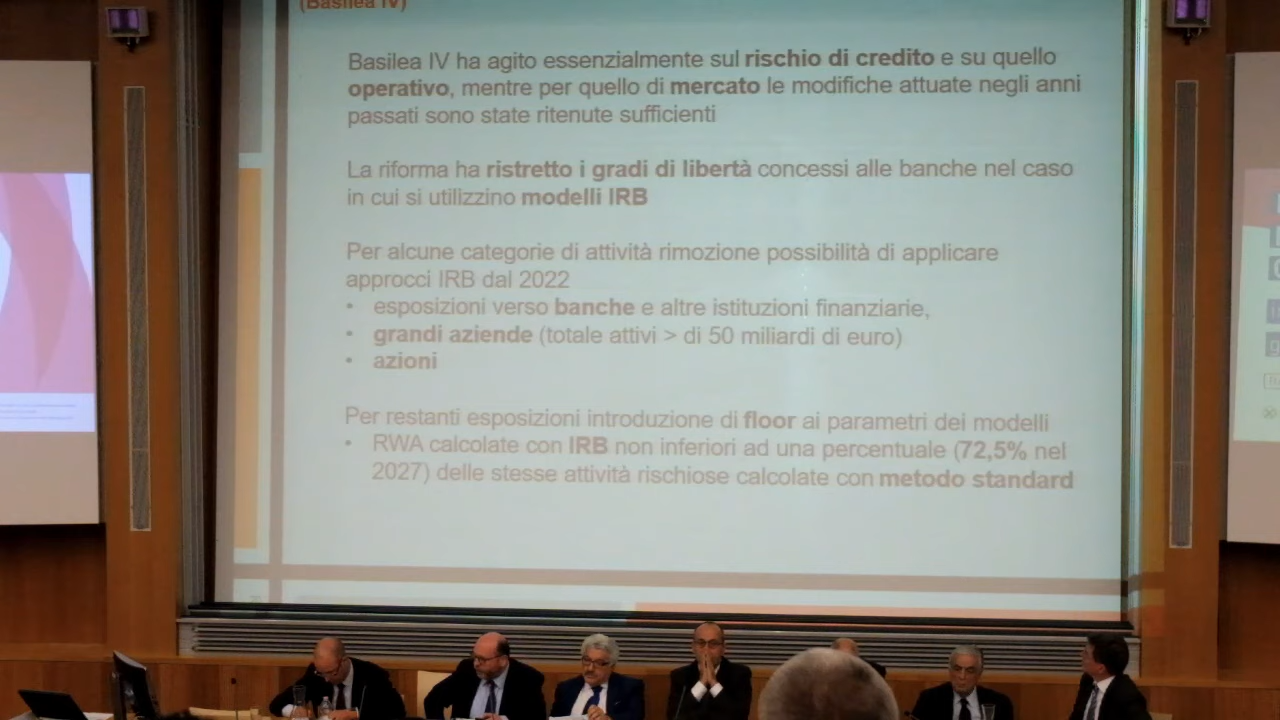 (Basilea IV)
Basilea IV ha agito essenzialmente sul rischio di credito e su quello
operativo, mentre per quello di mercato le modifiche attuate negli anni
passati sono state ritenute sufficienti
La riforma ha ristretto i gradi di libertà concessi alle banche nel caso
in cui si utilizzino modelli IRB
Per alcune categorie di attività rimozione possibilità di applicare
approcci IRB dal 2022
• esposizioni verso banche e altre istituzioni finanziarie,
• grandi aziende (totale attivi > di 50 miliardi di euro)
• azioni
Per restanti esposizioni introduzione di floor ai parametri dei modelli
• RWA calcolate con IRB non inferiori ad una percentuale (72,5% nel
2027) delle stesse attività rischiose calcolate con metodo standard